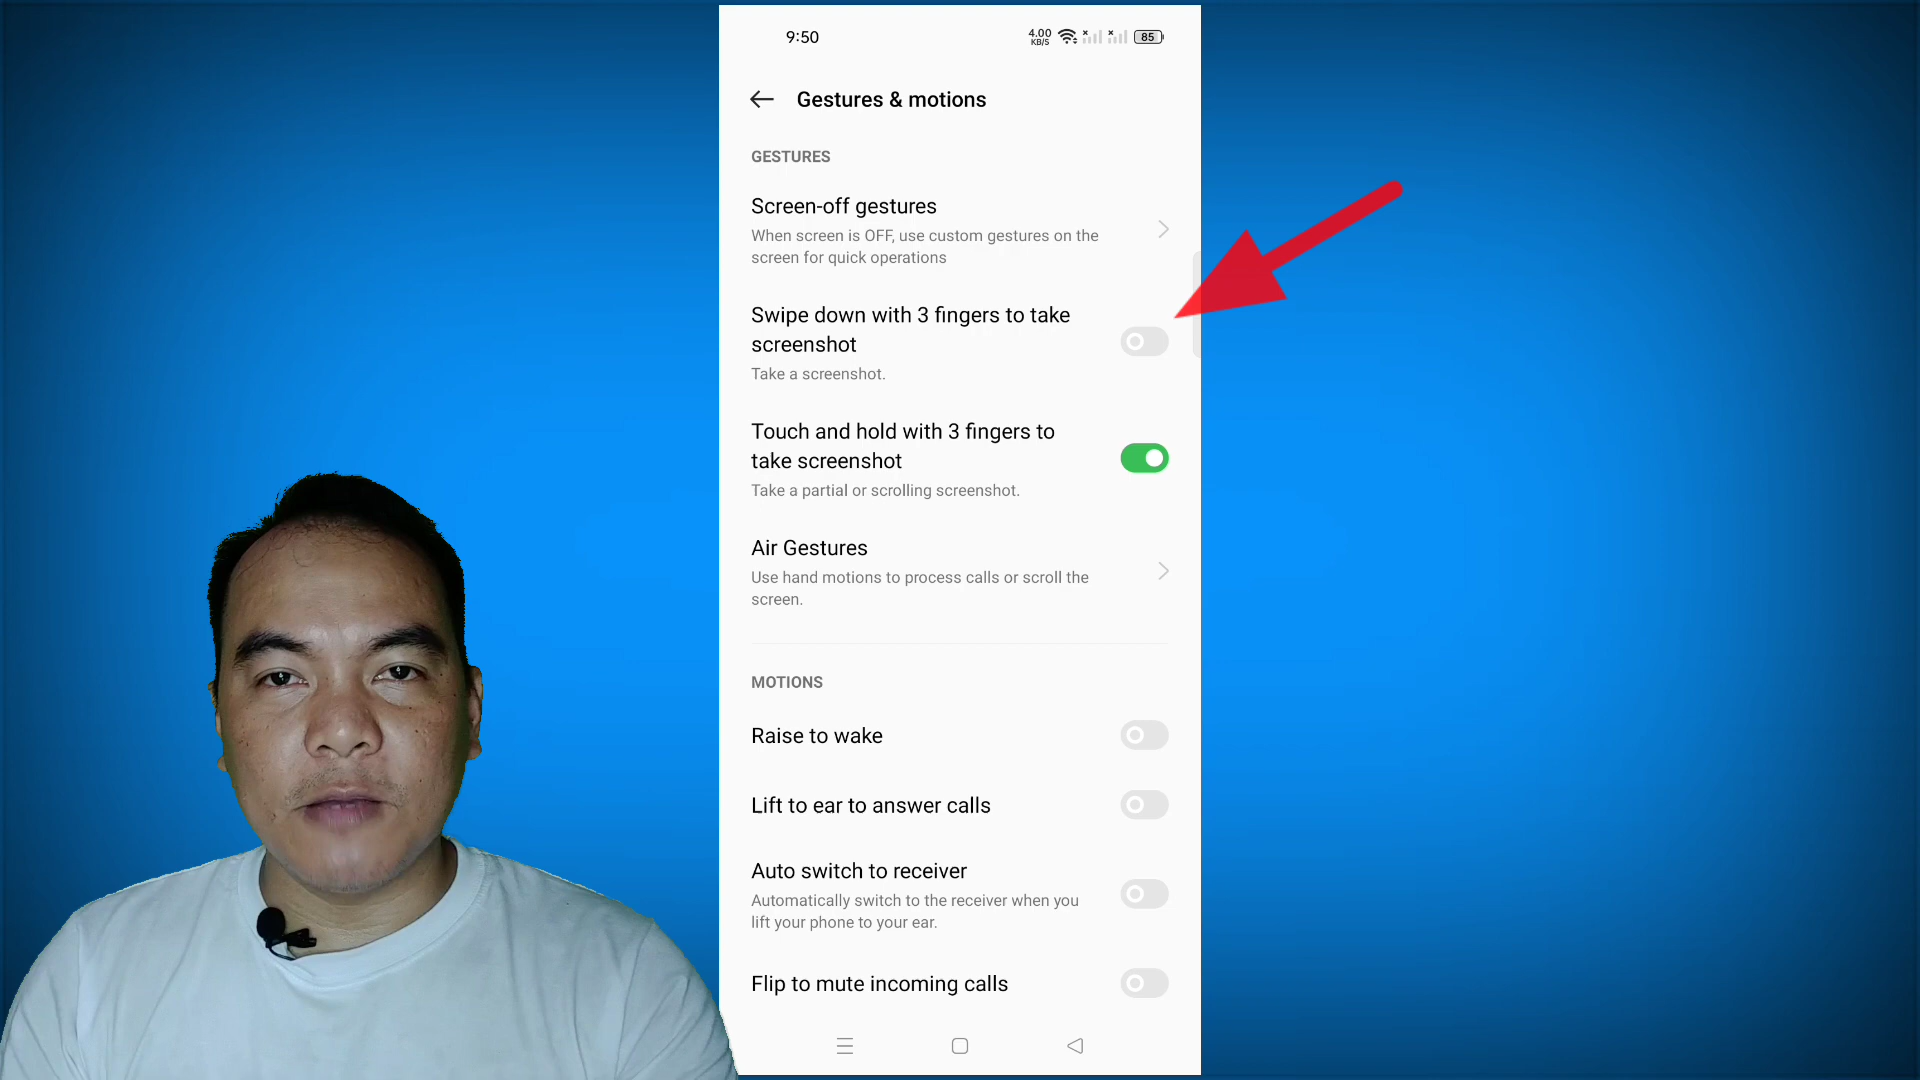 9:50
4.00
KB/S
85
Gestures & motions
GESTURES
Screen-off gestures
When screen is OFF, use custom gestures on the
screen for quick operations
Swipe down with 3 fingers to take
screenshot
Take a screenshot.
Touch and hold with 3 fingers to
take screenshot
Take a partial or scrolling screenshot.
Air Gestures
Use hand motions to process calls or scroll the
screen.
MOTIONS
Raise to wake
Lift to ear to answer calls
Auto switch to receiver
Automatically switch to the receiver when you
lift your phone to your ear.
Flip to mute incoming calls